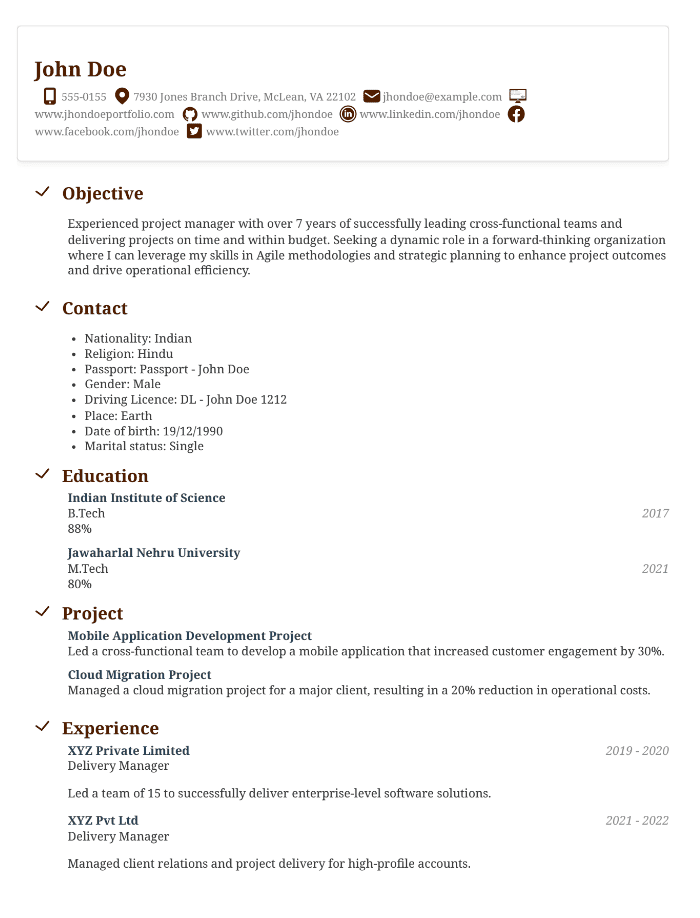 John Doe
555-0155 7930 Jones Branch Drive, McLean, VA 22102 jhondoe@example.com
www.jhondoeportfolio.com www.github.com/jhondoe www.linkedin.com/jhondoe
www.facebook.com/jhondoe www.twitter.com/jhondoe
Objective
Experienced project manager with over 7 years of successfully leading cross-functional teams and
delivering projects on time and within budget. Seeking a dynamic role in a forward-thinking organization
where I can leverage my skills in Agile methodologies and strategic planning to enhance project outcomes
and drive operational efficiency.
Contact
• Nationality: Indian
• Religion: Hindu
• Passport: Passport - John Doe
• Gender: Male
• Driving Licence: DL - John Doe 1212
• Place: Earth
• Date of birth: 19/12/1990
• Marital status: Single
Education
Indian Institute of Science
B.Tech 2017
88%
Jawaharlal Nehru University
M.Tech 2021
80%
Project
Mobile Application Development Project
Led a cross-functional team to develop a mobile application that increased customer engagement by 30%.
Cloud Migration Project
Managed a cloud migration project for a major client, resulting in a 20% reduction in operational costs.
Experience
XYZ Private Limited 2019 - 2020
Delivery Manager
Led a team of 15 to successfully deliver enterprise-level software solutions.
XYZ Pvt Ltd 2021 - 2022
Delivery Manager
Managed client relations and project delivery for high-profile accounts.